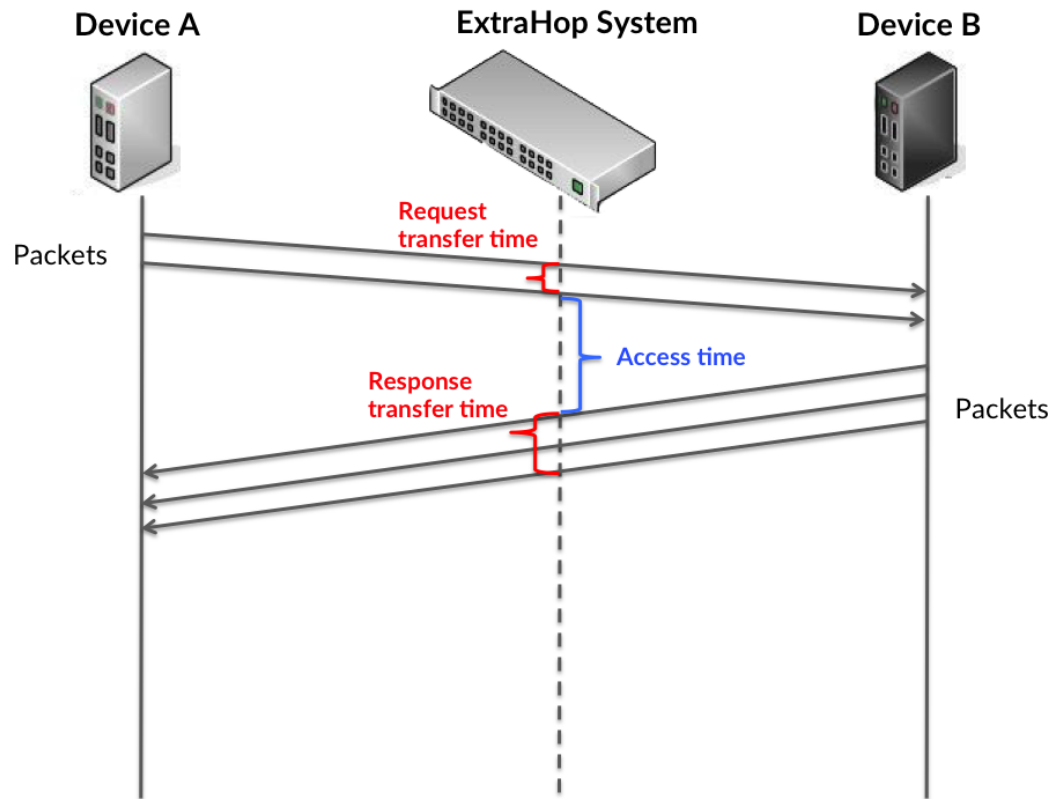 Device A
ExtraHop System
Device B
Request
transfer time
Packets
Access time
Response
transfer time
Packets